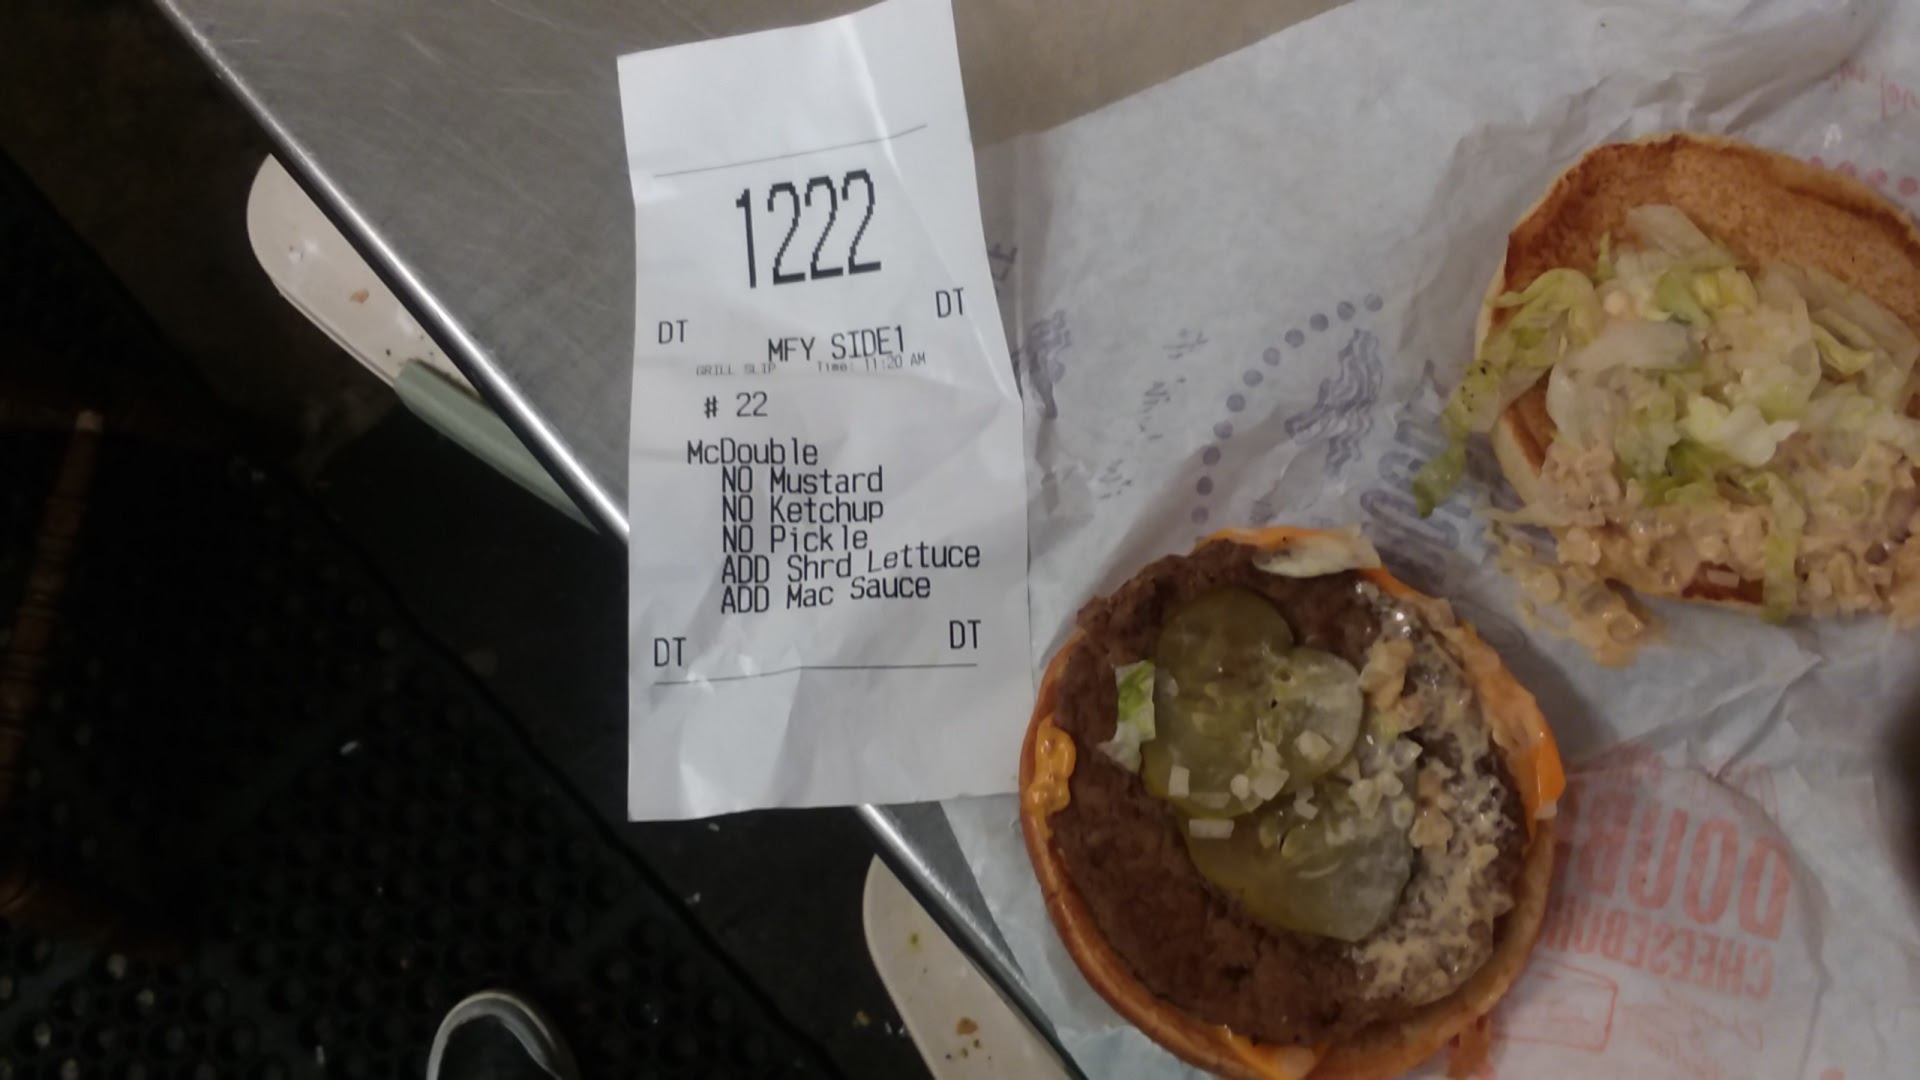 1222
DT DT
MFY SIDE1
GRILL SLIP Time: 11:20 AM
# 22
McDouble
NO Mustard
NO Ketchup
NO Pickle
ADD Shrd Lettuce
ADD Mac Sauce
DT DT